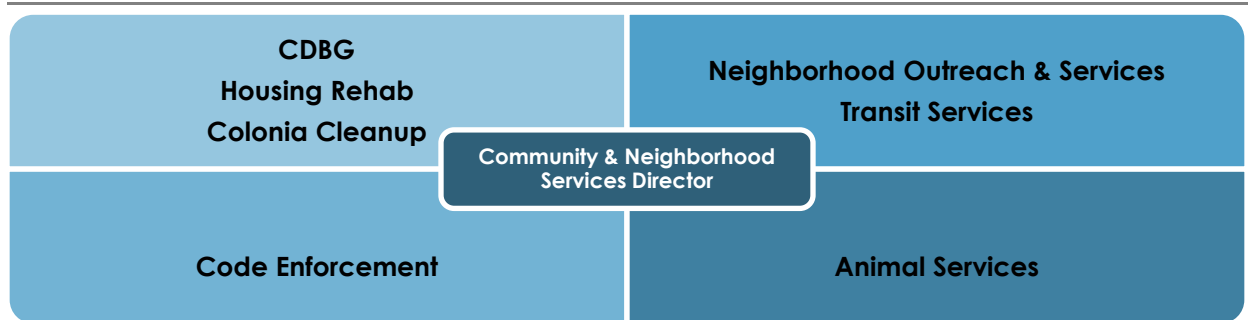 CDBG
Housing Rehab
Colonia Cleanup
Neighborhood Outreach & Services
Transit Services
Community & Neighborhood
Services Director
Code Enforcement
Animal Services